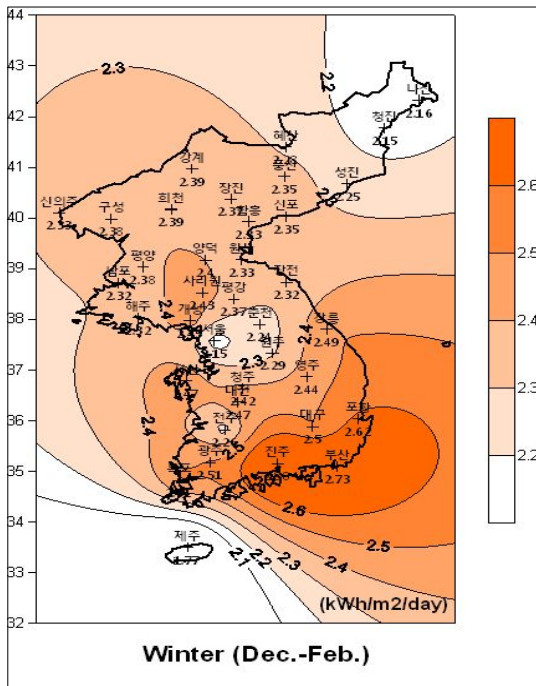 44
43
42
41
40
39
38
37
36
35
34
33
32
2.3
2.2
나진
2.16
청진
2.15
혜산
풍산
2.35
성진
2.25
강계
2.39
장진
신의주
구성
2.38
희천
2.39
함흥
신포
2.35
평양
2.38
양덕
2.4
원산
2.33
장전
2.32
남포
2.32
사리원
2.43
평강
2.37
해주
개성
2.4
춘천
강릉
2.49
2.4
서울
2.15
원주
2.29
2.3
청주
2.42
영주
2.44
2.4
대전
2.47
대구
2.5
포항
2.6
전주
광주
2.51
진주
부산
2.73
2.6
2.5
2.4
2.3
2.2
2.1
제주
1.77
(kWh/m2/day)
2.6
2.5
2.3
2.2
Winter (Dec.-Feb.)